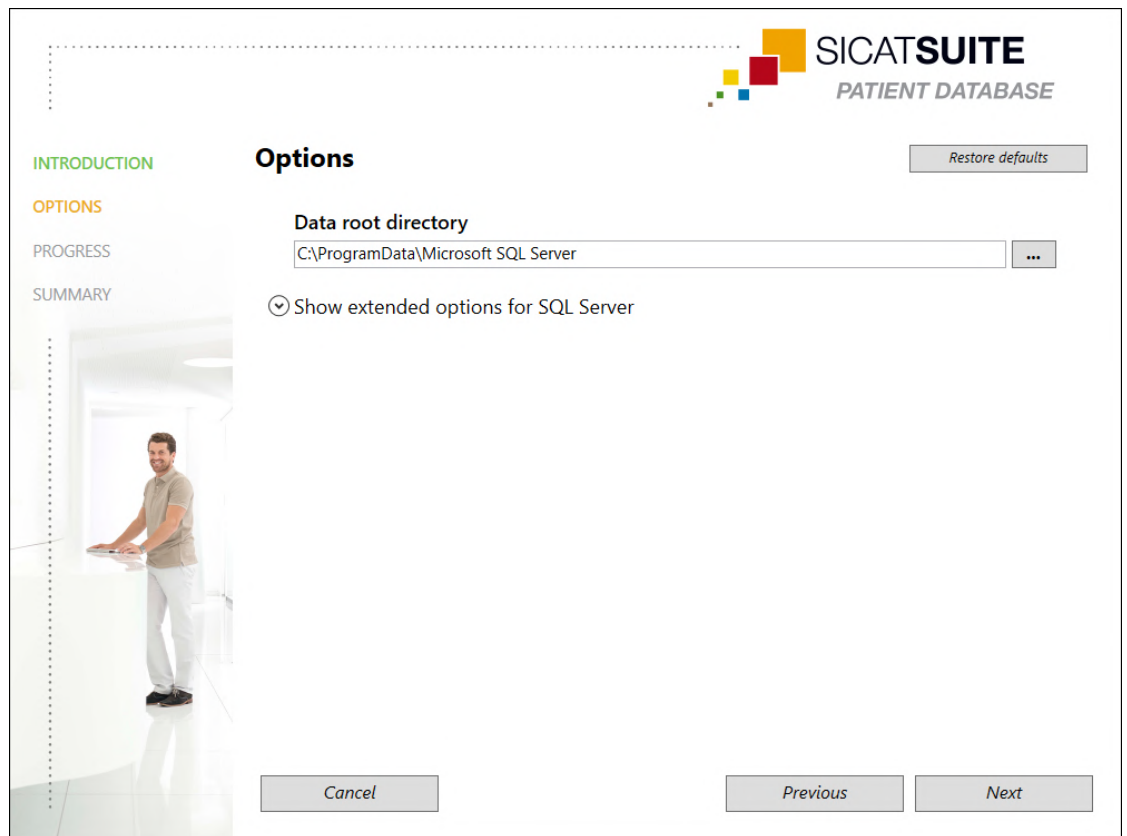 SICATSUITE
PATIENT DATABASE
INTRODUCTION
OPTIONS
PROGRESS
SUMMARY
Options
Restore defaults
Data root directory
C:\ProgramData\Microsoft SQL Server
...
Show extended options for SQL Server
Cancel
Previous
Next